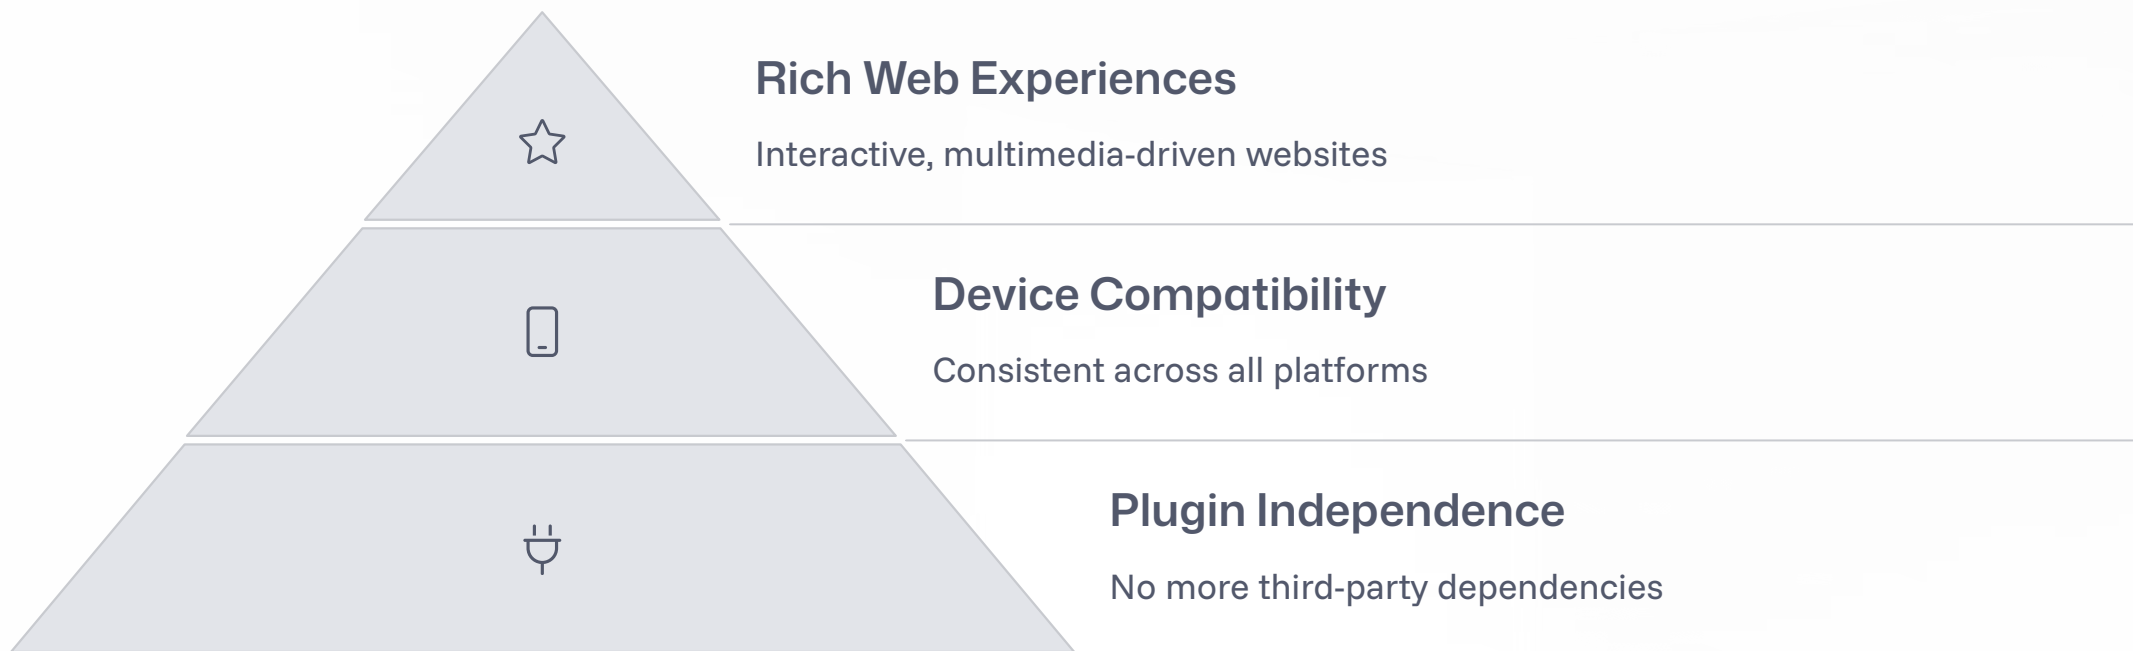 Rich Web Experiences
Interactive, multimedia-driven websites
Device Compatibility
Consistent across all platforms
Plugin Independence
No more third-party dependencies